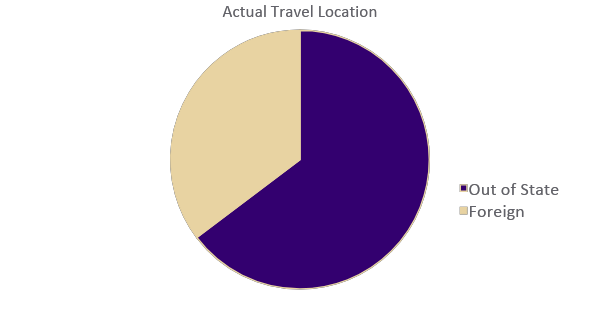 Actual Travel Location
Out of State
Foreign